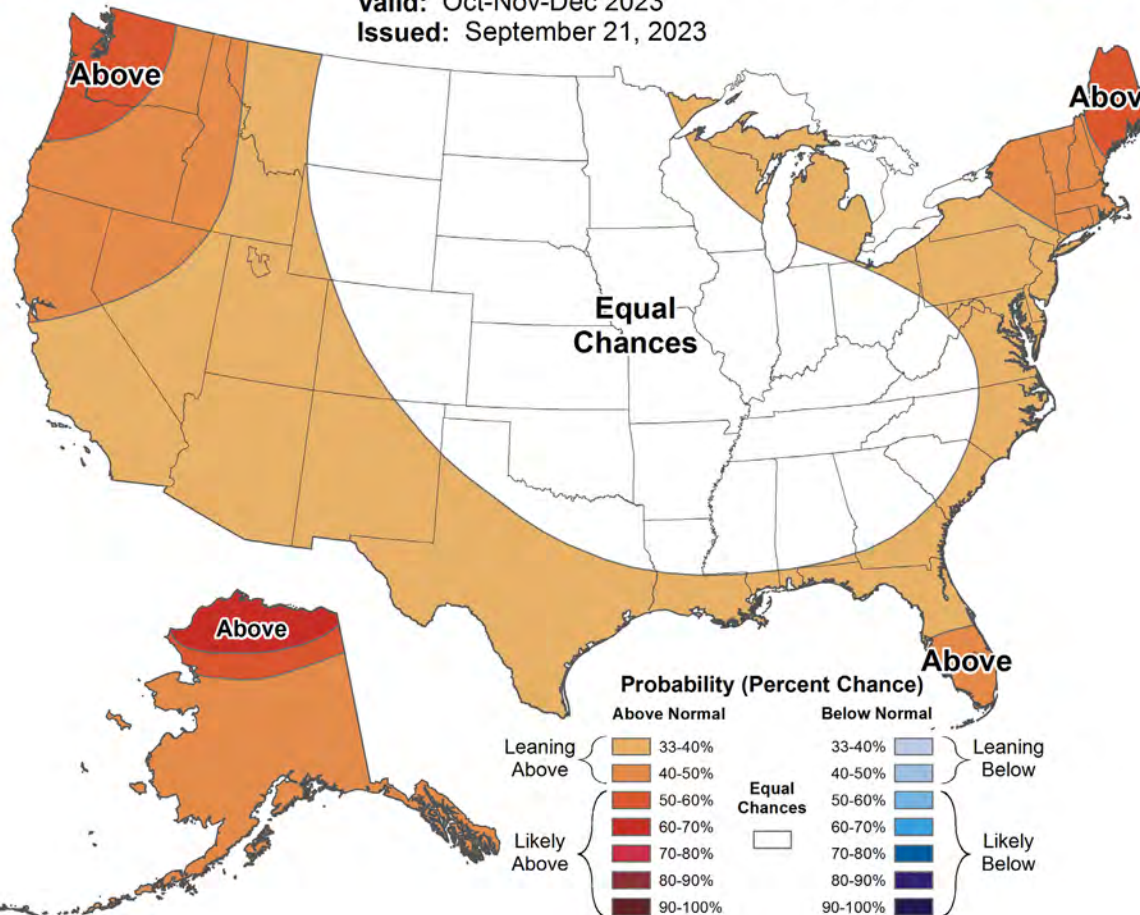 Valid: Oct-Nov-Dec 2023
Issued: September 21, 2023
Above
Abov
Equal
Chances
Above
Above
Probability (Percent Chance)
Above Normal
Below Normal
Leaning
Above
33-40%
40-50%
Likely
Above
50-60%
60-70%
70-80%
80-90%
90-100%
Equal
Chances
33-40%
40-50%
Leaning
Below
50-60%
60-70%
70-80%
80-90%
90-100%
Likely
Below